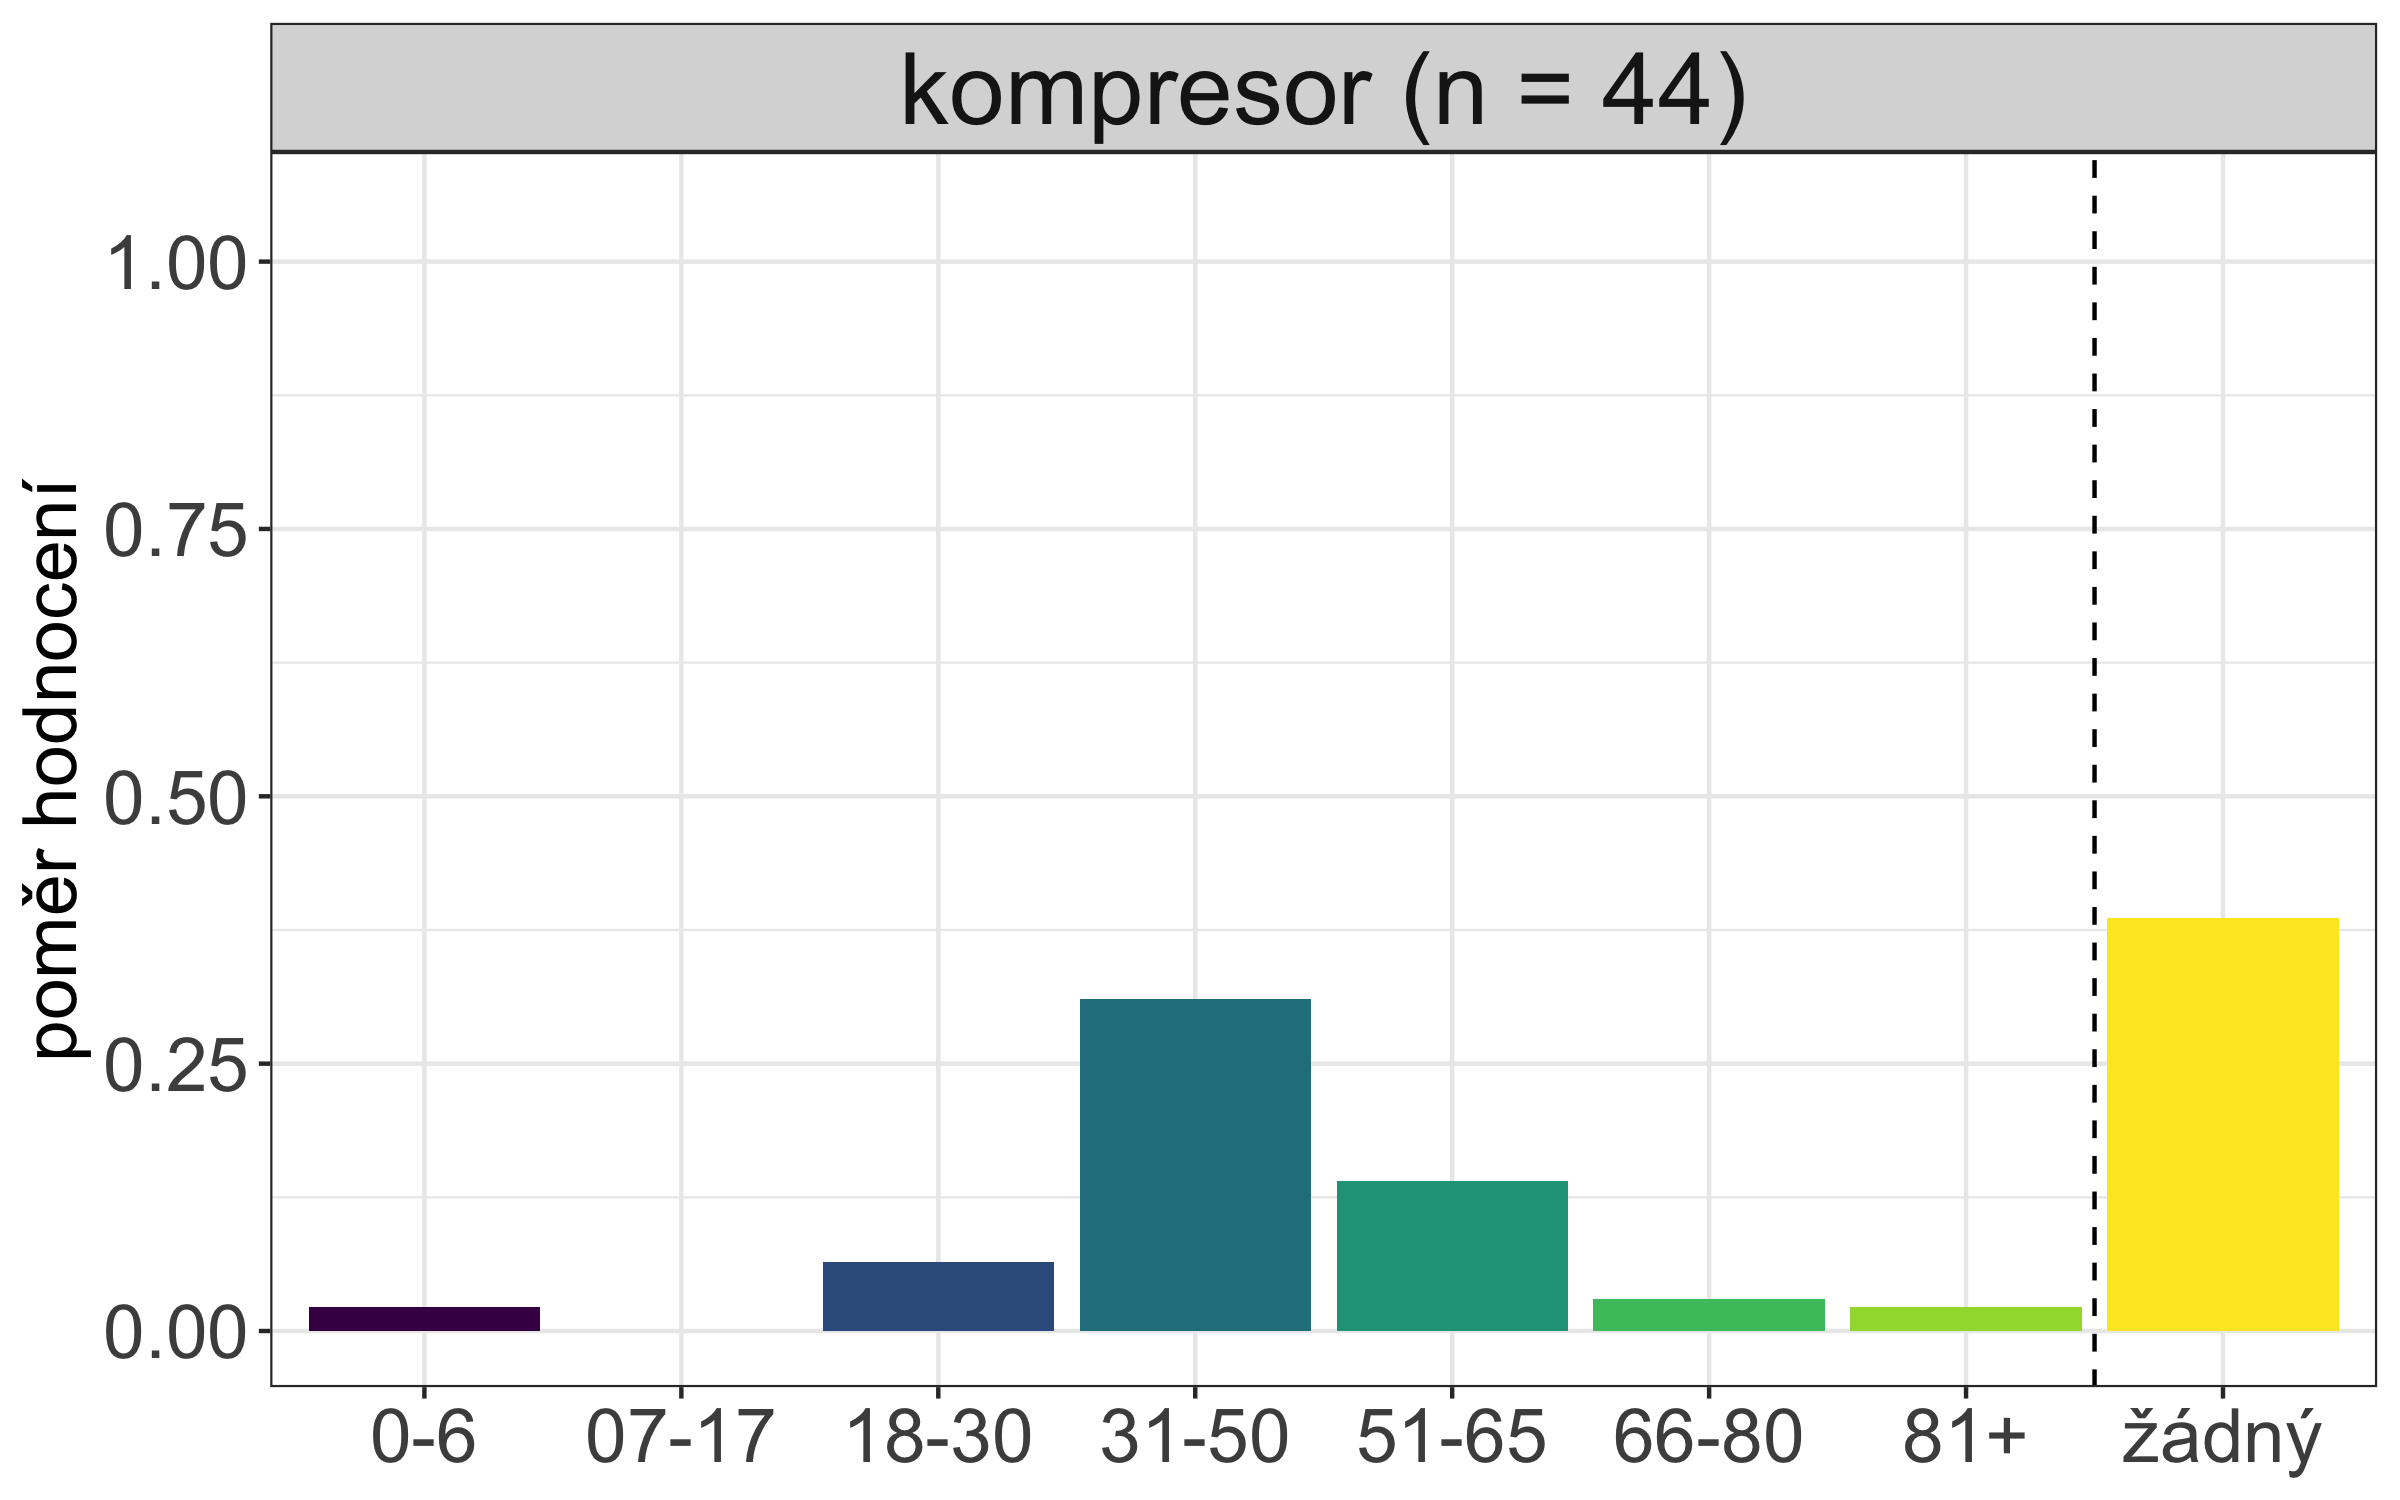 kompresor (n = 44)
poměr hodnocení
1.00
0.75
0.50
0.25
0.00
0-6 07-17 18-30 31-50 51-65 66-80 81+ žádný